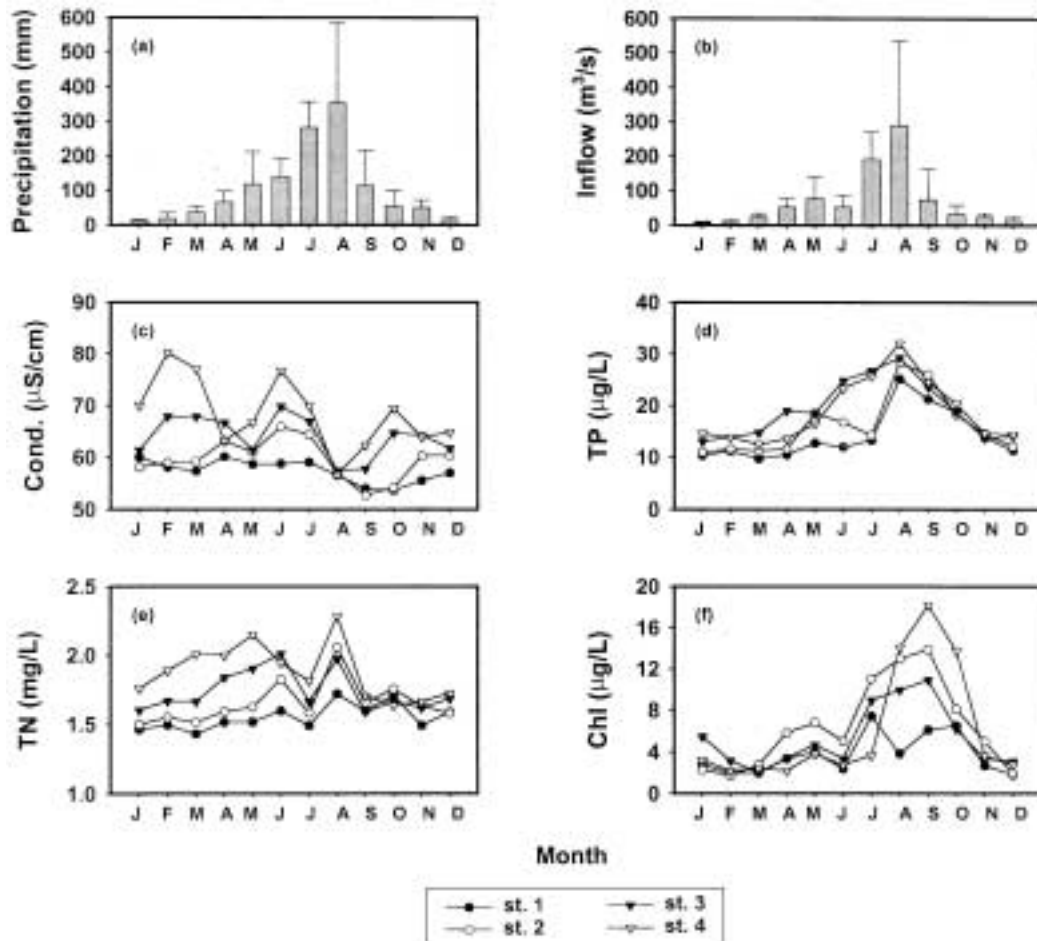 (a)
Precipitation (mm)
600
500
400
300
200
100
0
J F M A M J J A S O N D
(b)
Inflow (m³/s)
600
500
400
300
200
100
0
J F M A M J J A S O N D
(c)
Cond. (μS/cm)
90
80
70
60
50
J F M A M J J A S O N D
(d)
TP (μg/L)
40
30
20
10
0
J F M A M J J A S O N D
(e)
TN (mg/L)
2.5
2.0
1.5
1.0
J F M A M J J A S O N D
(f)
Chl (μg/L)
20
16
12
8
4
0
J F M A M J J A S O N D
Month
st. 1
st. 2
st. 3
st. 4